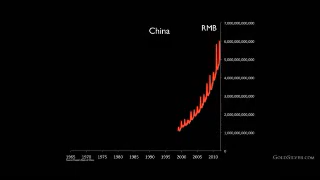 China
RMB
7,000,000,000,000
6,000,000,000,000
5,000,000,000,000
4,000,000,000,000
3,000,000,000,000
2,000,000,000,000
1,000,000,000,000
0
1965 1970 1975 1980 1985 1990 1995 2000 2005 2010
GoldSilver.com